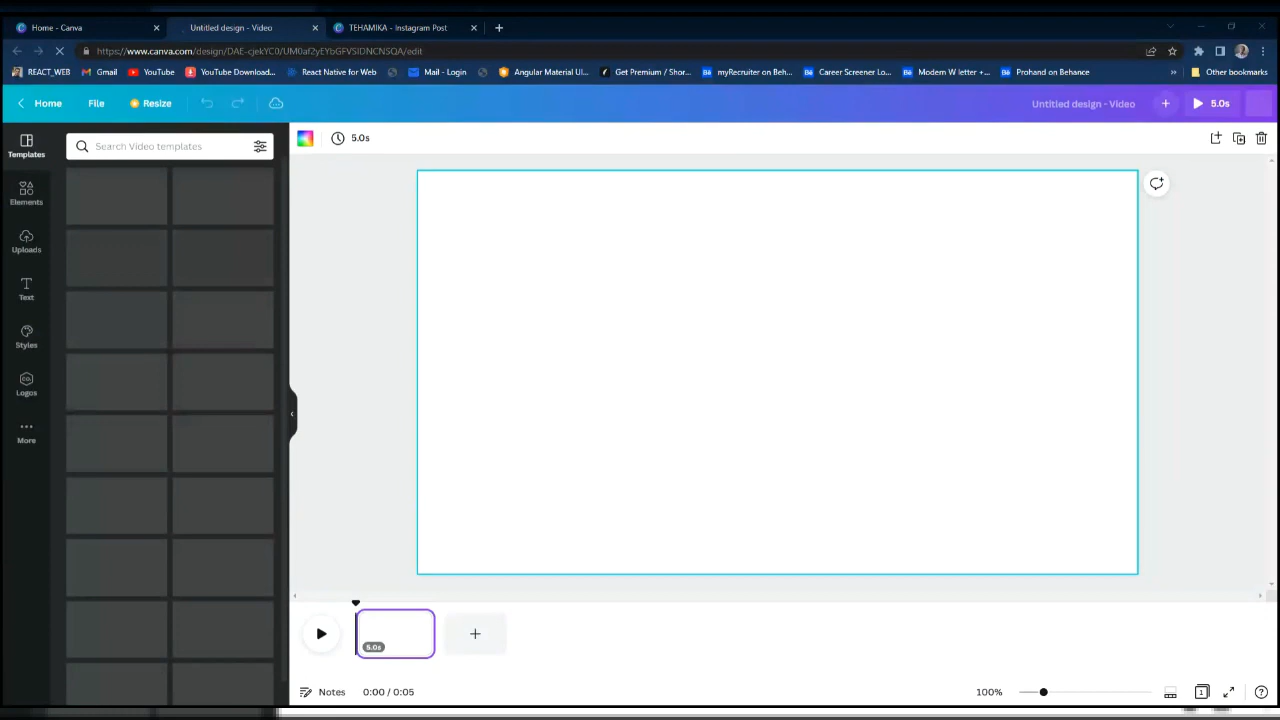 Home - Canva
Untitled design - Video
TEHAMIKA - Instagram Post
https://www.canva.com/design/DAE-cjekYC0/UM0af2yEYbGFVSIDNCNSQA/edit
REACT_WEB
Gmail
YouTube
YouTube Download...
React Native for Web
Mail - Login
Angular Material UI...
Get Premium / Shor...
myRecruiter on Beh...
Career Screener Lo...
Modern W letter +...
Prohand on Behance
Other bookmarks
Home
File
Resize
Untitled design - Video
5.0s
Templates
Search Video templates
5.0s
Elements
Uploads
Text
Styles
CO.
Logos
More
5.0s
Notes
0:00 / 0:05
100%
1